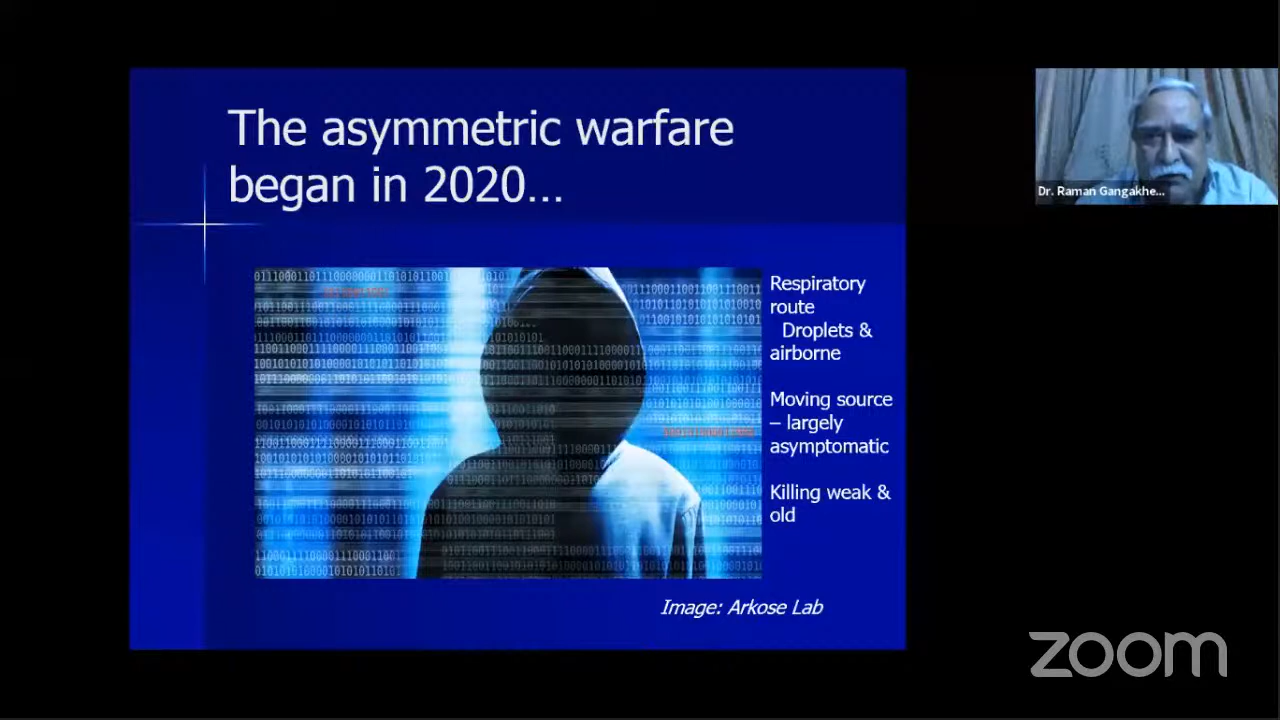 The asymmetric warfare
began in 2020...
Respiratory
route
Droplets &
airborne
Moving source
– largely
asymptomatic
Killing weak &
old
Image: Arkose Lab
Dr. Raman Gangakhe...
zoom